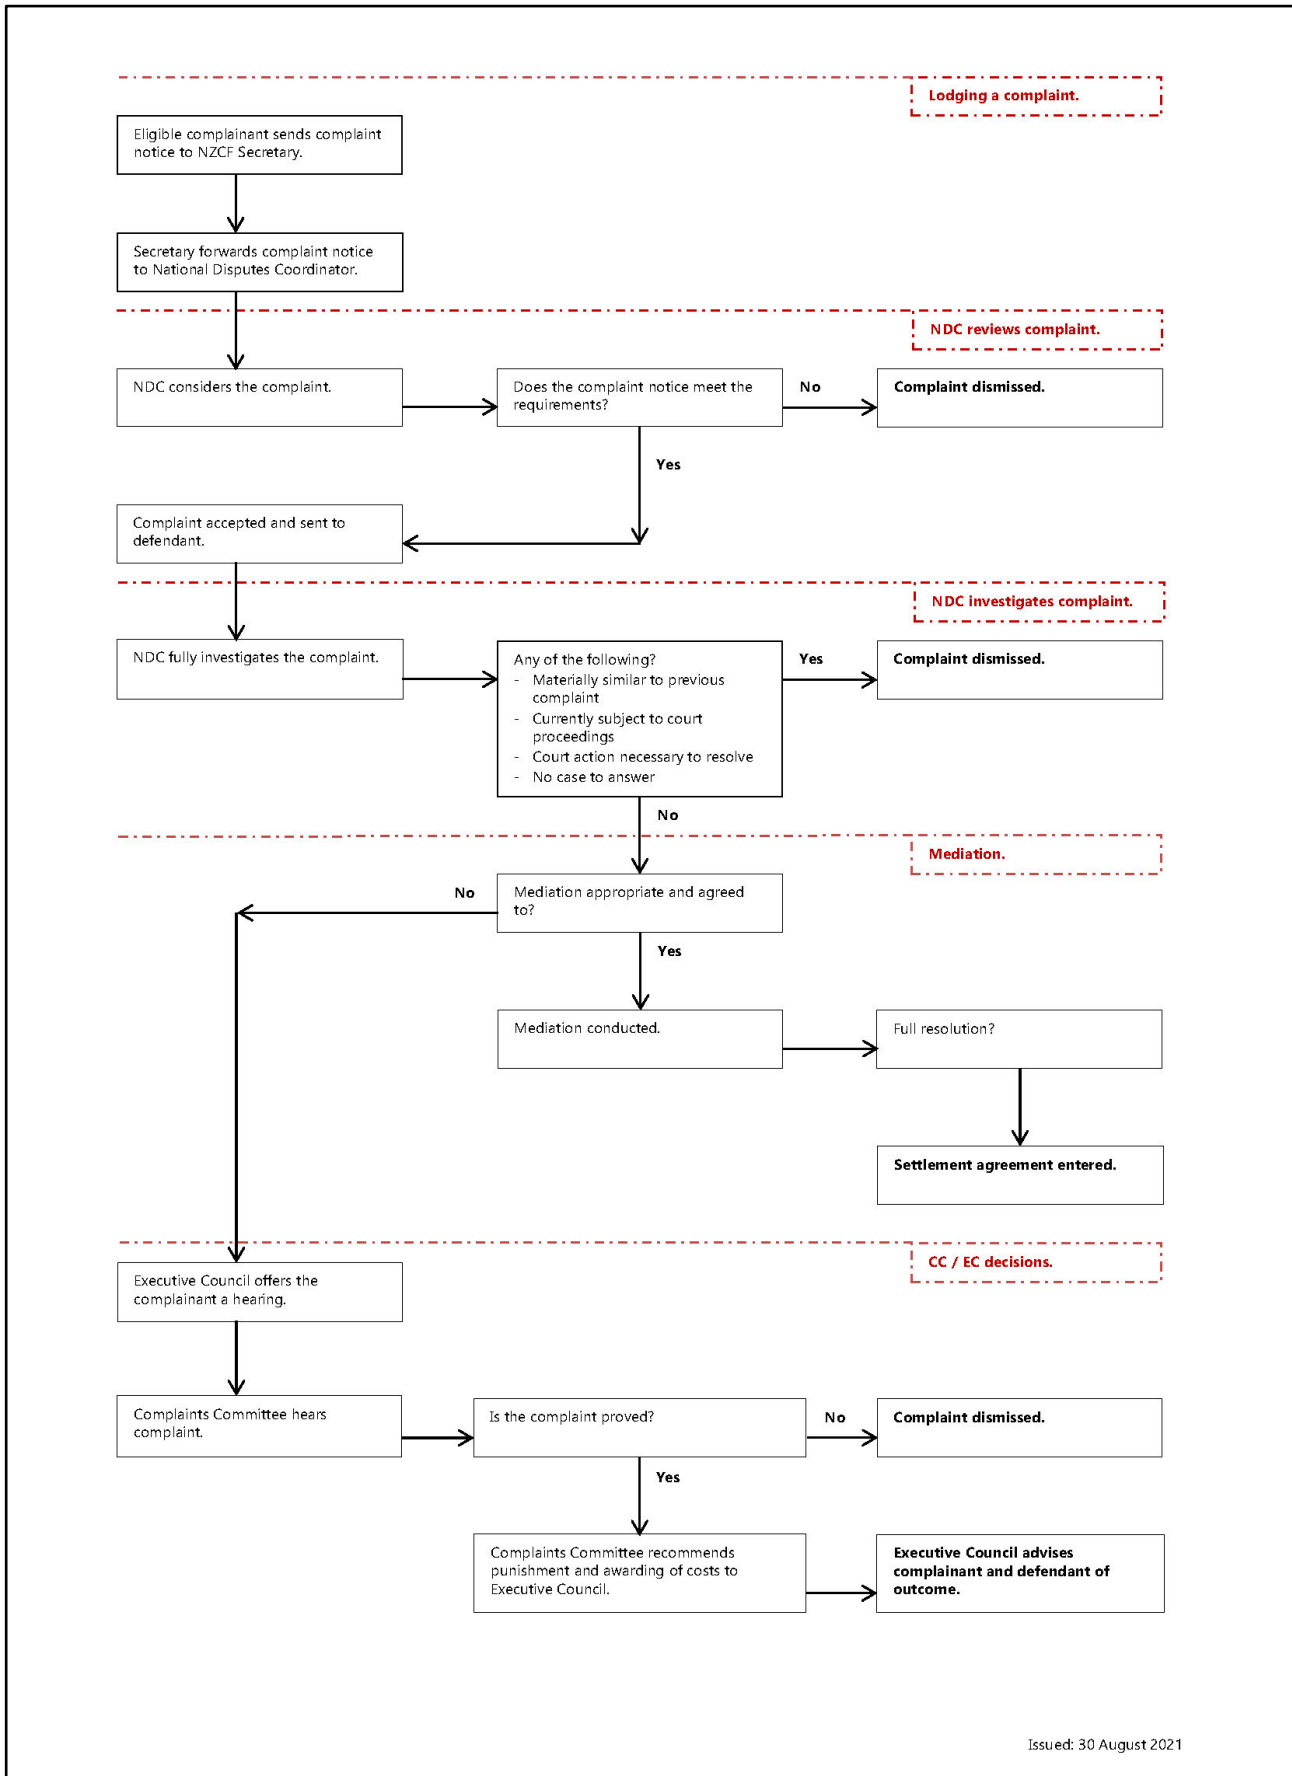 Lodging a complaint.
Eligible complainant sends complaint
notice to NZCF Secretary.
Secretary forwards complaint notice
to National Disputes Coordinator.
NDC reviews complaint.
NDC considers the complaint.
Does the complaint notice meet the
requirements?
No
Complaint dismissed.
Yes
Complaint accepted and sent to
defendant.
NDC investigates complaint.
NDC fully investigates the complaint.
Any of the following?
- Materially similar to previous
complaint
- Currently subject to court
proceedings
- Court action necessary to resolve
- No case to answer
Yes
Complaint dismissed.
No
Mediation.
No
Mediation appropriate and agreed
to?
Yes
Mediation conducted.
Full resolution?
Settlement agreement entered.
CC / EC decisions.
Executive Council offers the
complainant a hearing.
Complaints Committee hears
complaint.
Is the complaint proved?
No
Complaint dismissed.
Yes
Complaints Committee recommends
punishment and awarding of costs to
Executive Council.
Executive Council advises
complainant and defendant of
outcome.
Issued: 30 August 2021